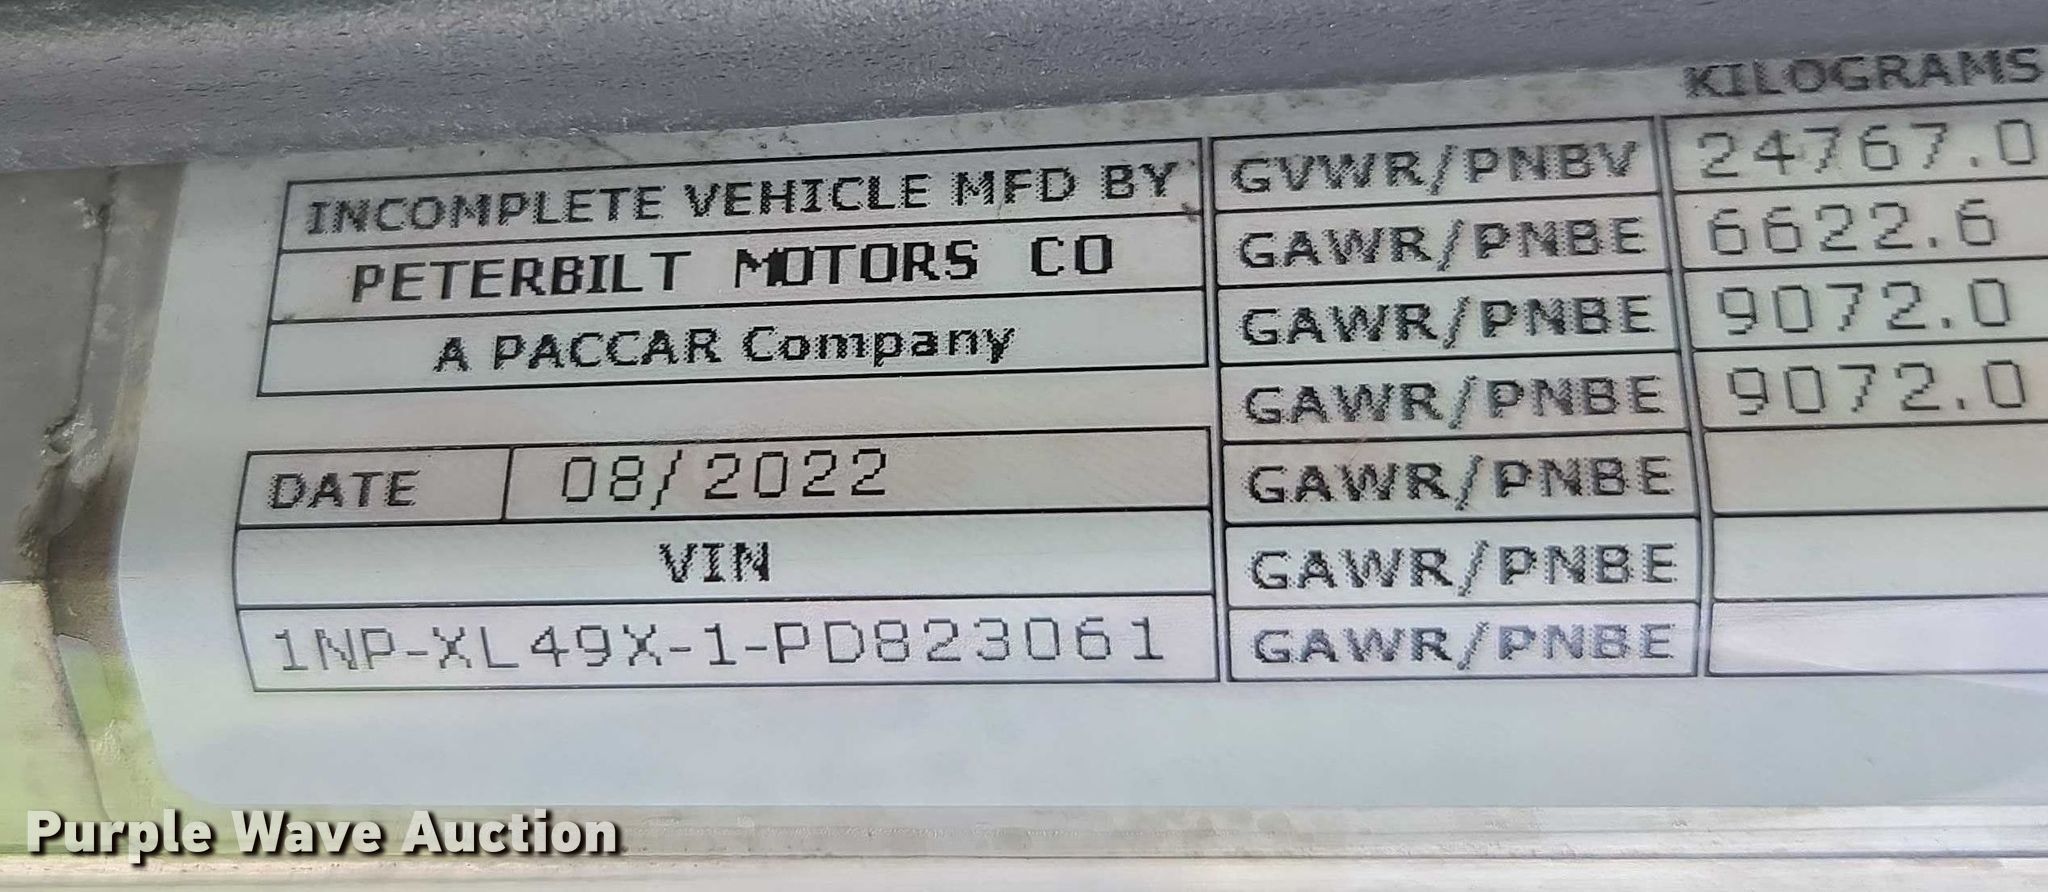 KILOGRAMS
INCOMPLETE VEHICLE MFD BY
PETERBILT MOTORS CO
A PACCAR Company
DATE 08/2022
VIN
1NP-XL49X-1-PD823061
GVWR/PNBV 24767.0
GAWR/PNBE 6622.6
GAWR/PNBE 9072.0
GAWR/PNBE 9072.0
GAWR/PNBE
GAWR/PNBE
GAWR/PNBE
Purple Wave Auction